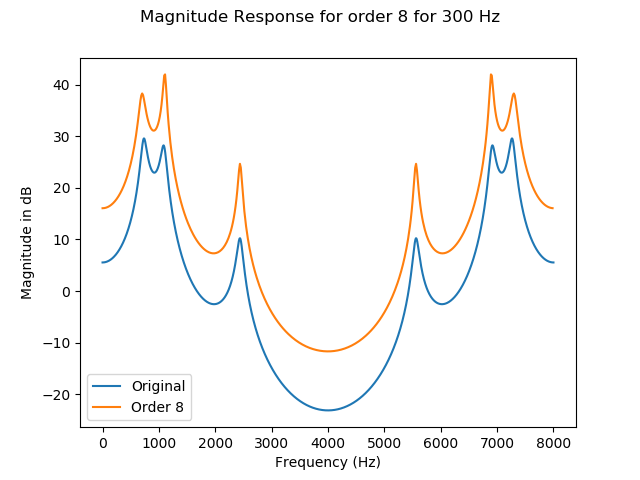 Magnitude Response for order 8 for 300 Hz
Magnitude in dB
40
30
20
10
0
−10
−20
Original
Order 8
0 1000 2000 3000 4000 5000 6000 7000 8000
Frequency (Hz)